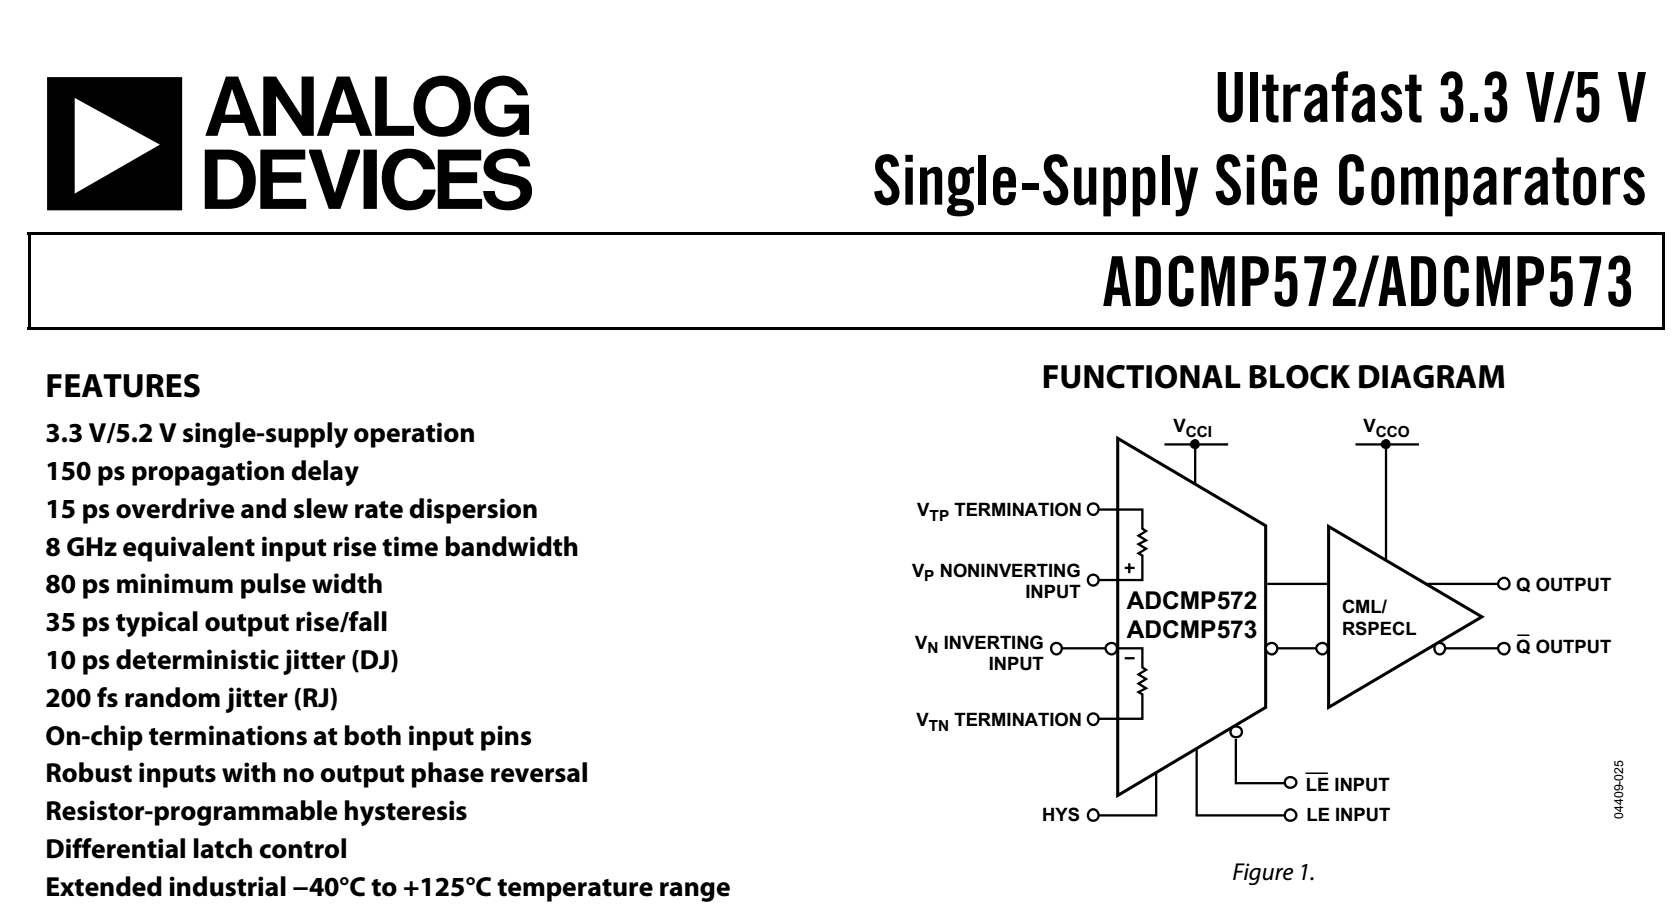 ANALOG
DEVICES
Ultrafast 3.3 V/5 V
Single-Supply SiGe Comparators
ADCMP572/ADCMP573
FEATURES
3.3 V/5.2 V single-supply operation
150 ps propagation delay
15 ps overdrive and slew rate dispersion
8 GHz equivalent input rise time bandwidth
80 ps minimum pulse width
35 ps typical output rise/fall
10 ps deterministic jitter (DJ)
200 fs random jitter (RJ)
On-chip terminations at both input pins
Robust inputs with no output phase reversal
Resistor-programmable hysteresis
Differential latch control
Extended industrial −40°C to +125°C temperature range
FUNCTIONAL BLOCK DIAGRAM
VCCI
VCCO
VTP TERMINATION
VP NONINVERTING
INPUT
+
ADCMP572
ADCMP573
VN INVERTING
INPUT
−
VTN TERMINATION
CML/
RSPECL
Q OUTPUT
Q̅ OUTPUT
L̅E̅ INPUT
HYS
LE INPUT
04409-025
Figure 1.